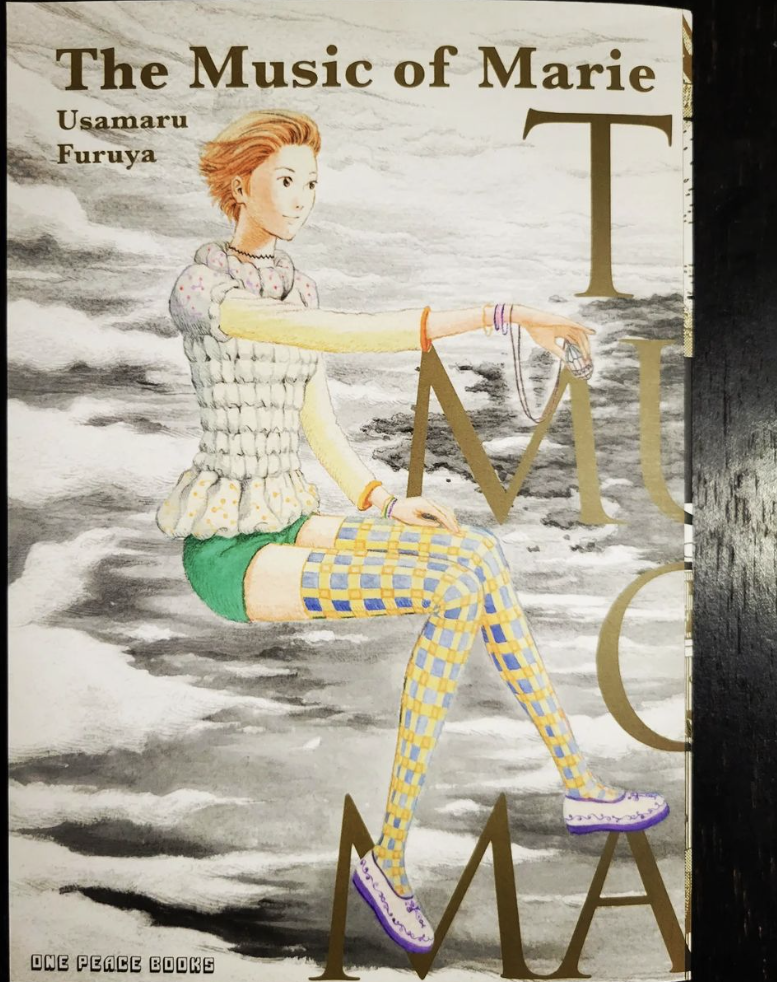 The Music of Marie
Usamaru
Furuya
T
MU
O
MA
ONE PEACE BOOKS